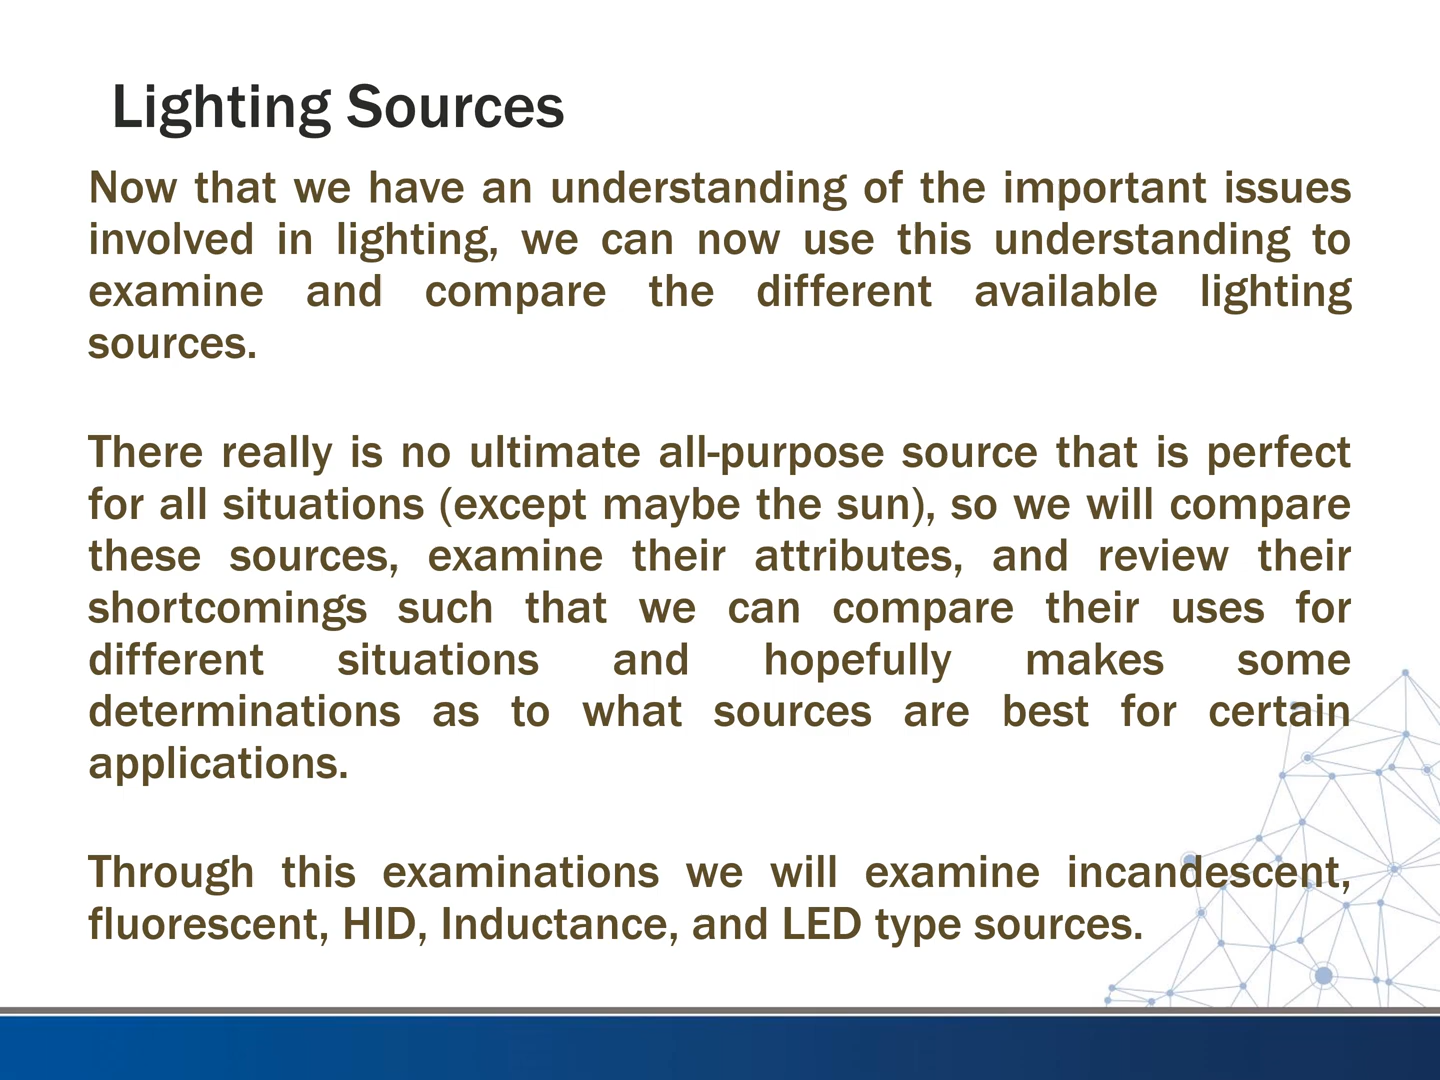 Lighting Sources
Now that we have an understanding of the important issues
involved in lighting, we can now use this understanding to
examine and compare the different available lighting
sources.
There really is no ultimate all-purpose source that is perfect
for all situations (except maybe the sun), so we will compare
these sources, examine their attributes, and review their
shortcomings such that we can compare their uses for
different situations and hopefully makes some
determinations as to what sources are best for certain
applications.
Through this examinations we will examine incandescent,
fluorescent, HID, Inductance, and LED type sources.